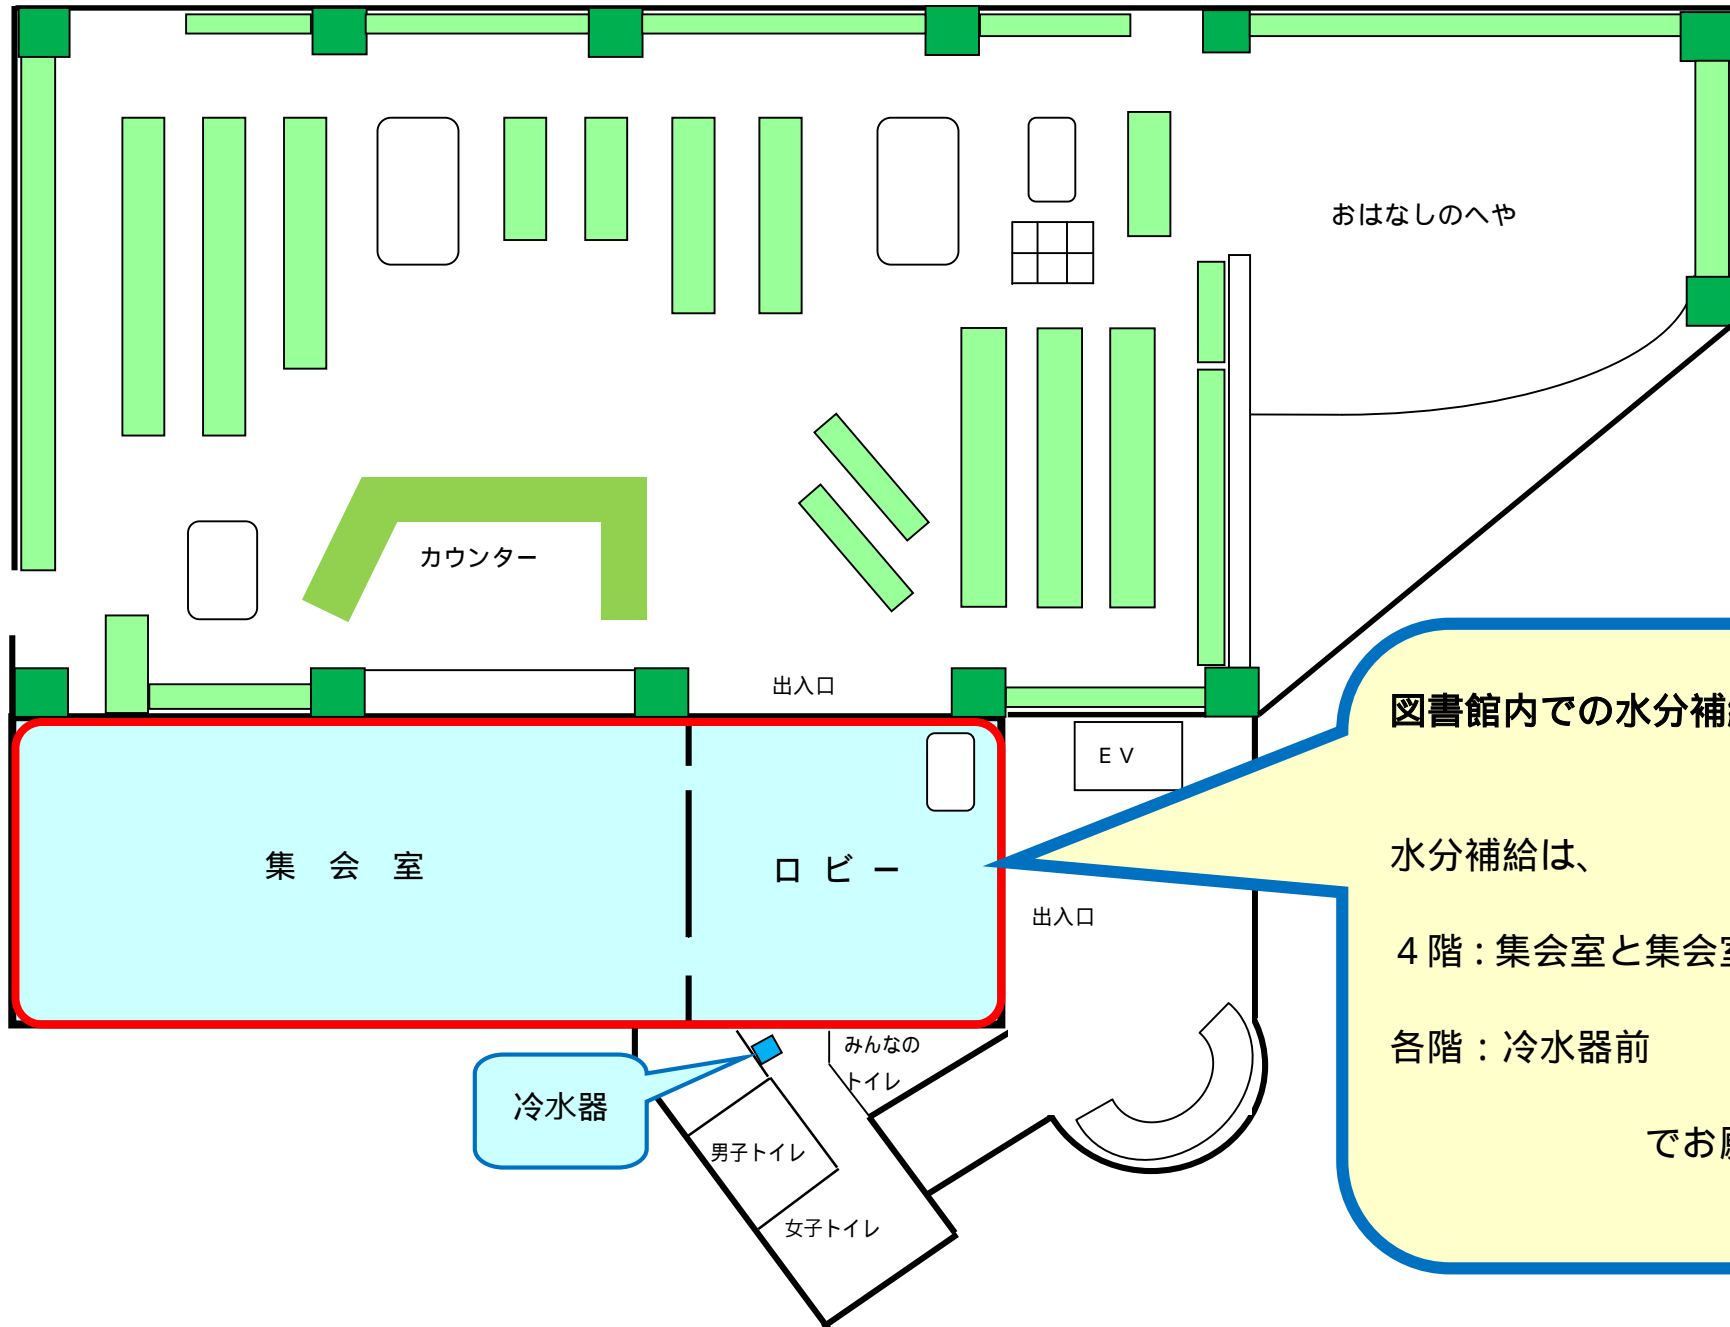 おはなしのへや
カウンター
出入口
ＥＶ
集　会　室
ロ ビ ー
出入口
図書館内での水分補
水分補給は、
４階：集会室と集会
各階：冷水器前
でお
冷水器
みんなの
トイレ
男子トイレ
女子トイレ